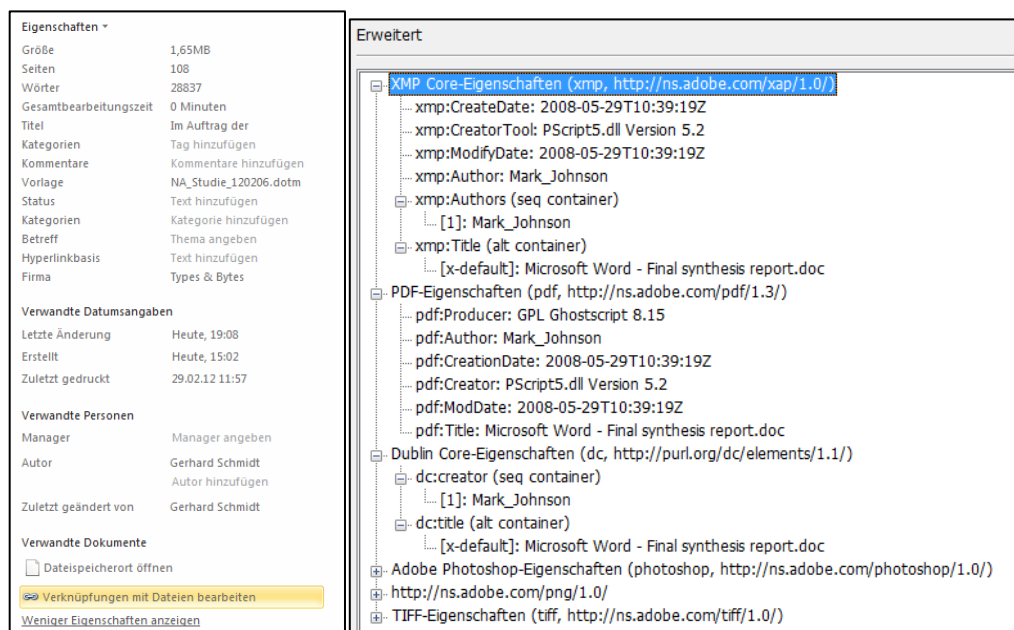 Eigenschaften
Größe 1,65MB
Seiten 108
Wörter 28837
Gesamtbearbeitungszeit 0 Minuten
Titel Im Auftrag der
Kategorien Tag hinzufügen
Kommentare Kommentare hinzufügen
Vorlage NA_Studie_120206.dotm
Status Text hinzufügen
Kategorien Kategorie hinzufügen
Betreff Thema angeben
Hyperlinkbasis Text hinzufügen
Firma Types & Bytes
Verwandte Datumsangaben
Letzte Änderung Heute, 19:08
Erstellt Heute, 15:02
Zuletzt gedruckt 29.02.12 11:57
Verwandte Personen
Manager Manager angeben
Autor Gerhard Schmidt
Autor hinzufügen
Zuletzt geändert von Gerhard Schmidt
Verwandte Dokumente
Dateispeicherort öffnen
Verknüpfungen mit Dateien bearbeiten
Weniger Eigenschaften anzeigen
Erweitert
XMP Core-Eigenschaften (xmp, http://ns.adobe.com/xap/1.0/)
xmp:CreateDate: 2008-05-29T10:39:19Z
xmp:CreatorTool: PScript5.dll Version 5.2
xmp:ModifyDate: 2008-05-29T10:39:19Z
xmp:Author: Mark_Johnson
xmp:Authors (seq container)
[1]: Mark_Johnson
xmp:Title (alt container)
[x-default]: Microsoft Word - Final synthesis report.doc
PDF-Eigenschaften (pdf, http://ns.adobe.com/pdf/1.3/)
pdf:Producer: GPL Ghostscript 8.15
pdf:Author: Mark_Johnson
pdf:CreationDate: 2008-05-29T10:39:19Z
pdf:Creator: PScript5.dll Version 5.2
pdf:ModDate: 2008-05-29T10:39:19Z
pdf:Title: Microsoft Word - Final synthesis report.doc
Dublin Core-Eigenschaften (dc, http://purl.org/dc/elements/1.1/)
dc:creator (seq container)
[1]: Mark_Johnson
dc:title (alt container)
[x-default]: Microsoft Word - Final synthesis report.doc
Adobe Photoshop-Eigenschaften (photoshop, http://ns.adobe.com/photoshop/1.0/)
http://ns.adobe.com/png/1.0/
TIFF-Eigenschaften (tiff, http://ns.adobe.com/tiff/1.0/)